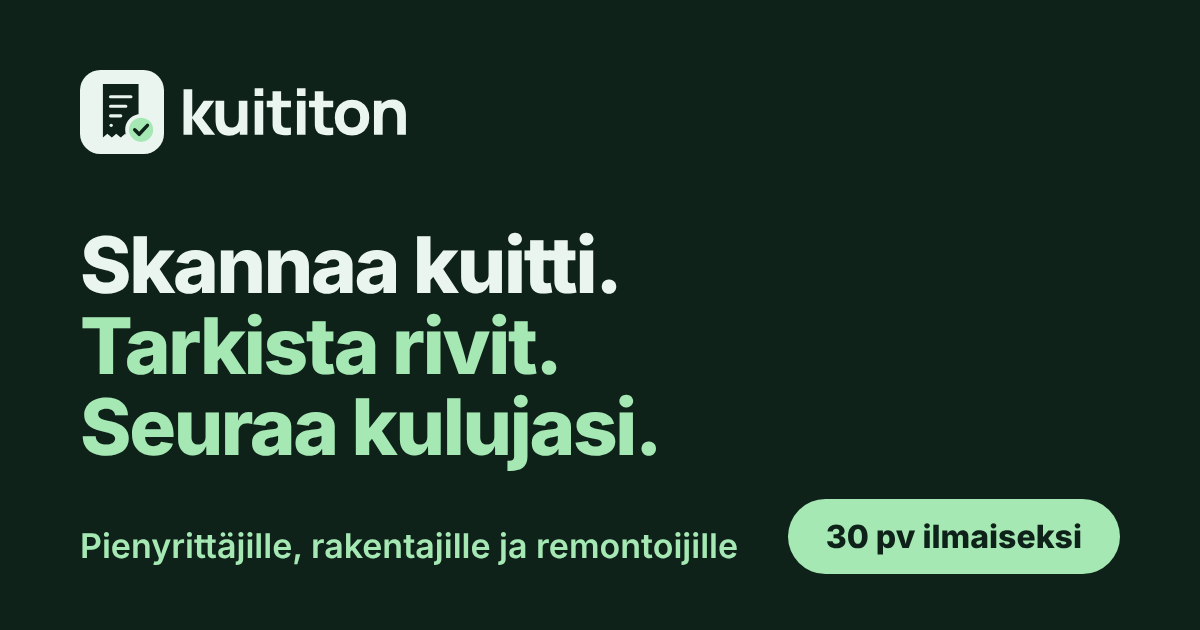 kuititon
Skannaa kuitti.
Tarkista rivit.
Seuraa kulujasi.
Pienyrittäjille, rakentajille ja remontoijille
30 pv ilmaiseksi